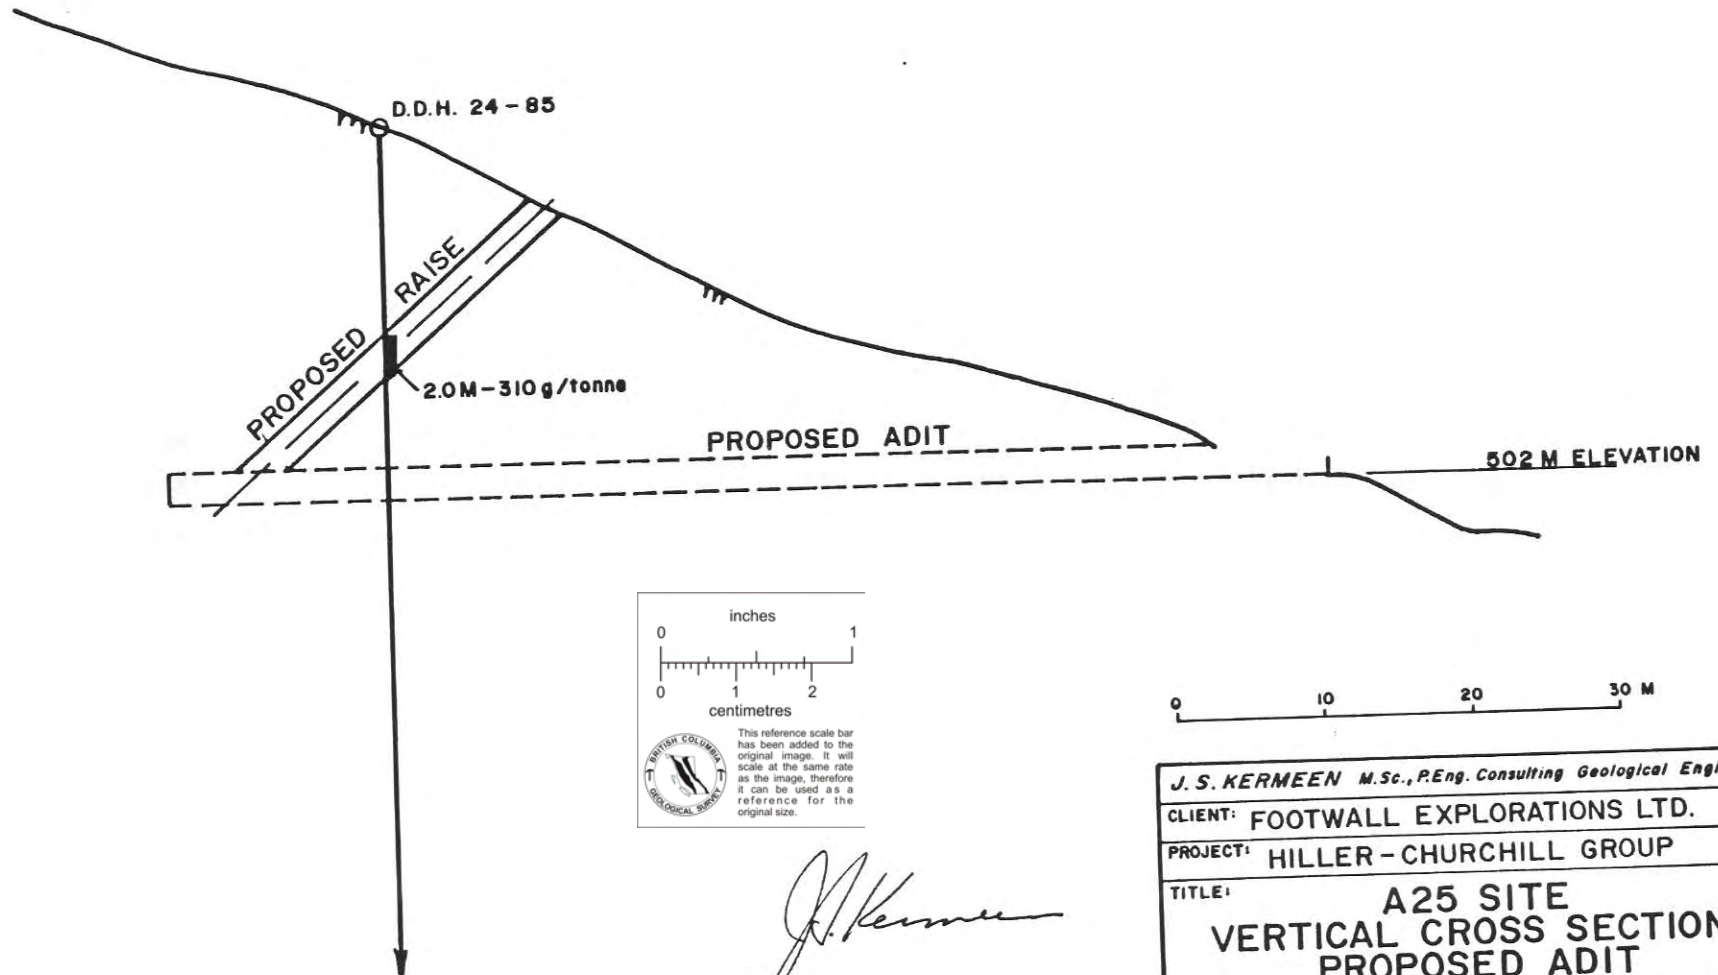 D.D.H. 24-85
PROPOSED RAISE
2.0M-310 g/tonne
PROPOSED ADIT
502 M ELEVATION
inches
0 1
0 1 2
centimetres
This reference scale bar
has been added to the
original image. It will
scale at the same rate
as the image, therefore
it can be used as a
reference for the
original size.
BRITISH COLUMBIA
GEOLOGICAL SURVEY
0 10 20 30 M
J. S. KERMEEN M.Sc., P.Eng. Consulting Geological Engi
CLIENT: FOOTWALL EXPLORATIONS LTD.
PROJECT: HILLER-CHURCHILL GROUP
TITLE: A25 SITE
VERTICAL CROSS SECTION
PROPOSED ADIT
J.S. Kermeen